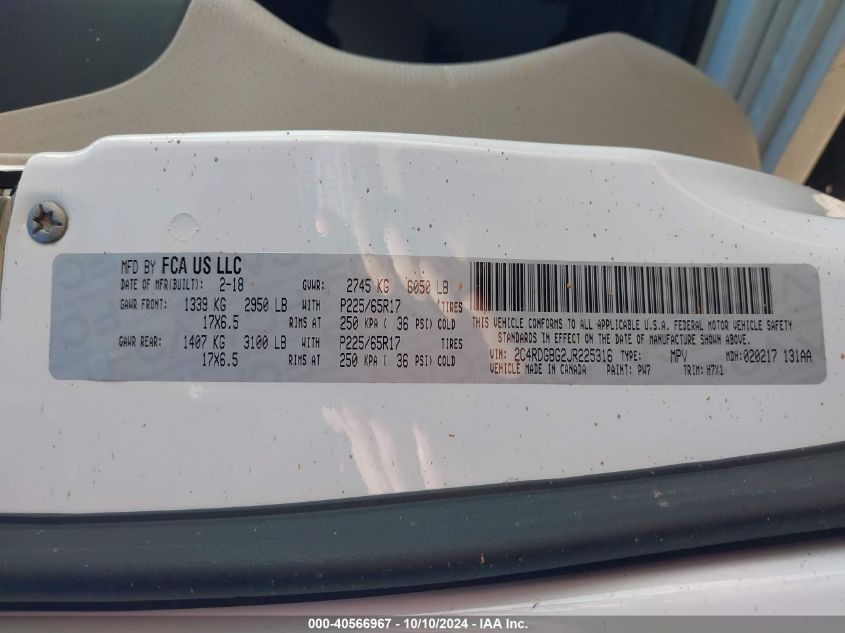 MFD BY FCA US LLC
DATE OF MFR(BUILT): 2-18 GVWR: 2745 KG 6050 LB
GAWR FRONT: 1339 KG 2950 LB WITH P225/65R17 TIRES
17X6.5 RIMS AT 250 KPA ( 36 PSI) COLD
GAWR REAR: 1407 KG 3100 LB WITH P225/65R17 TIRES
17X6.5 RIMS AT 250 KPA ( 36 PSI) COLD
THIS VEHICLE CONFORMS TO ALL APPLICABLE U.S.A. FEDERAL MOTOR VEHICLE SAFETY
STANDARDS IN EFFECT ON THE DATE OF MANUFACTURE SHOWN ABOVE.
VIN: 2C4RDGBG2JR225316 TYPE: MPV MDH: 020217 131AA
VEHICLE MADE IN CANADA PAINT: PW7 TRIM: H7X1
000-40566967 - 10/10/2024 - IAA Inc.